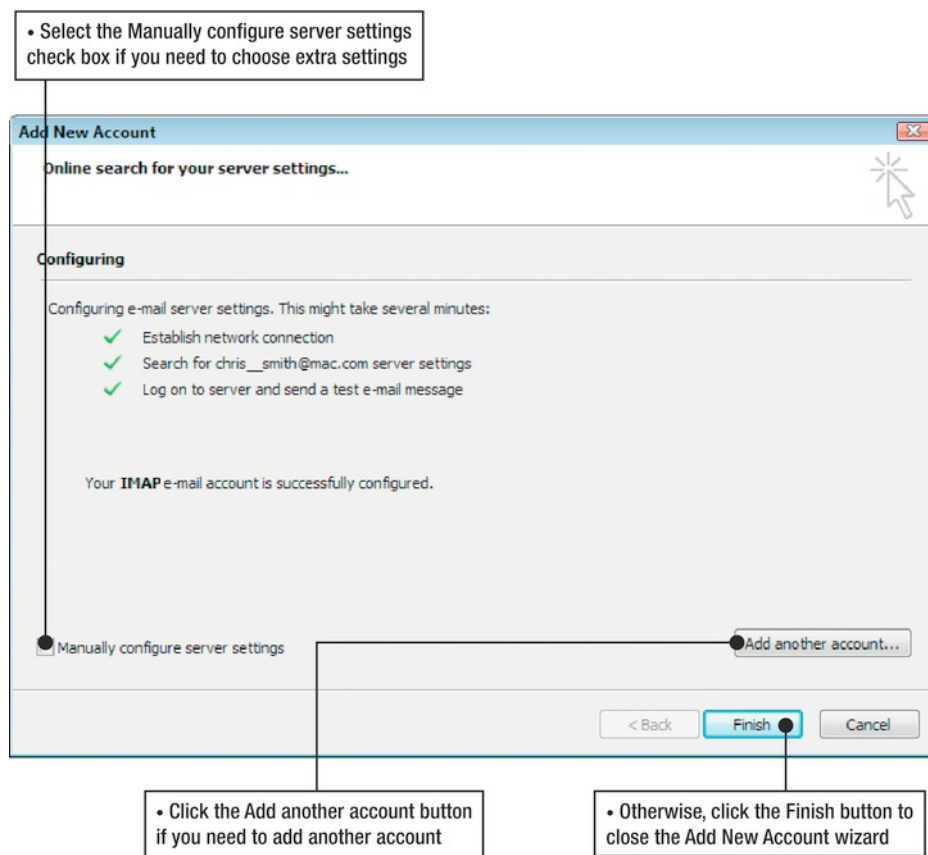 • Select the Manually configure server settings
check box if you need to choose extra settings
Add New Account
Online search for your server settings...
Configuring
Configuring e-mail server settings. This might take several minutes:
Establish network connection
Search for chris__smith@mac.com server settings
Log on to server and send a test e-mail message
Your IMAP e-mail account is successfully configured.
Manually configure server settings
Add another account...
< Back
Finish
Cancel
• Click the Add another account button
if you need to add another account
• Otherwise, click the Finish button to
close the Add New Account wizard